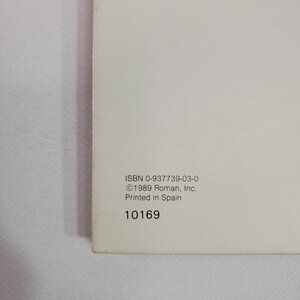 ISBN 0-937739-03-0
©1989 Roman, Inc.
Printed in Spain
10169